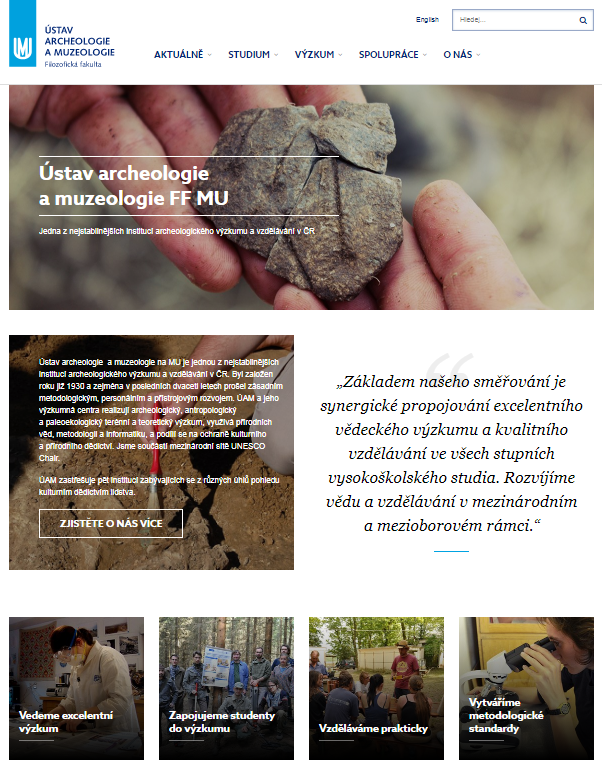 ÚSTAV
ARCHEOLOGIE
A MUZEOLOGIE
Filozofická fakulta
English
Hledej...
AKTUÁLNĚ
STUDIUM
VÝZKUM
SPOLUPRÁCE
O NÁS
Ústav archeologie
a muzeologie FF MU
Jedna z nejstabilnějších institucí archeologického výzkumu a vzdělávání v ČR
Ústav archeologie a muzeologie na MU je jednou z nejstabilnějších
institucí archeologického výzkumu a vzdělávání v ČR. Byl založen
roku již 1930 a zejména v posledních dvaceti letech prošel zásadním
metodologickým, personálním a přístrojovým rozvojem. ÚAM a jeho
výzkumná centra realizují archeologický, antropologický
a paleoekologický terénní a teoretický výzkum, využívá přírodních
věd, metodologii a informatiku, a podílí se na ochraně kulturního
a přírodního dědictví. Jsme součástí mezinárodní sítě UNESCO
Chair.
ÚAM zastřešuje pět institucí zabývajících se z různých úhlů pohledu
kulturním dědictvím lidstva.
ZJISTĚTE O NÁS VÍCE
„Základem našeho směřování je
synergické propojování excelentního
vědeckého výzkumu a kvalitního
vzdělávání ve všech stupních
vysokoškolského studia. Rozvíjíme
vědu a vzdělávání v mezinárodním
a mezioborovém rámci.“
Vedeme excelentní
výzkum
Zapojujeme studenty
do výzkumu
Vzděláváme prakticky
Vytváříme
metodologické
standardy